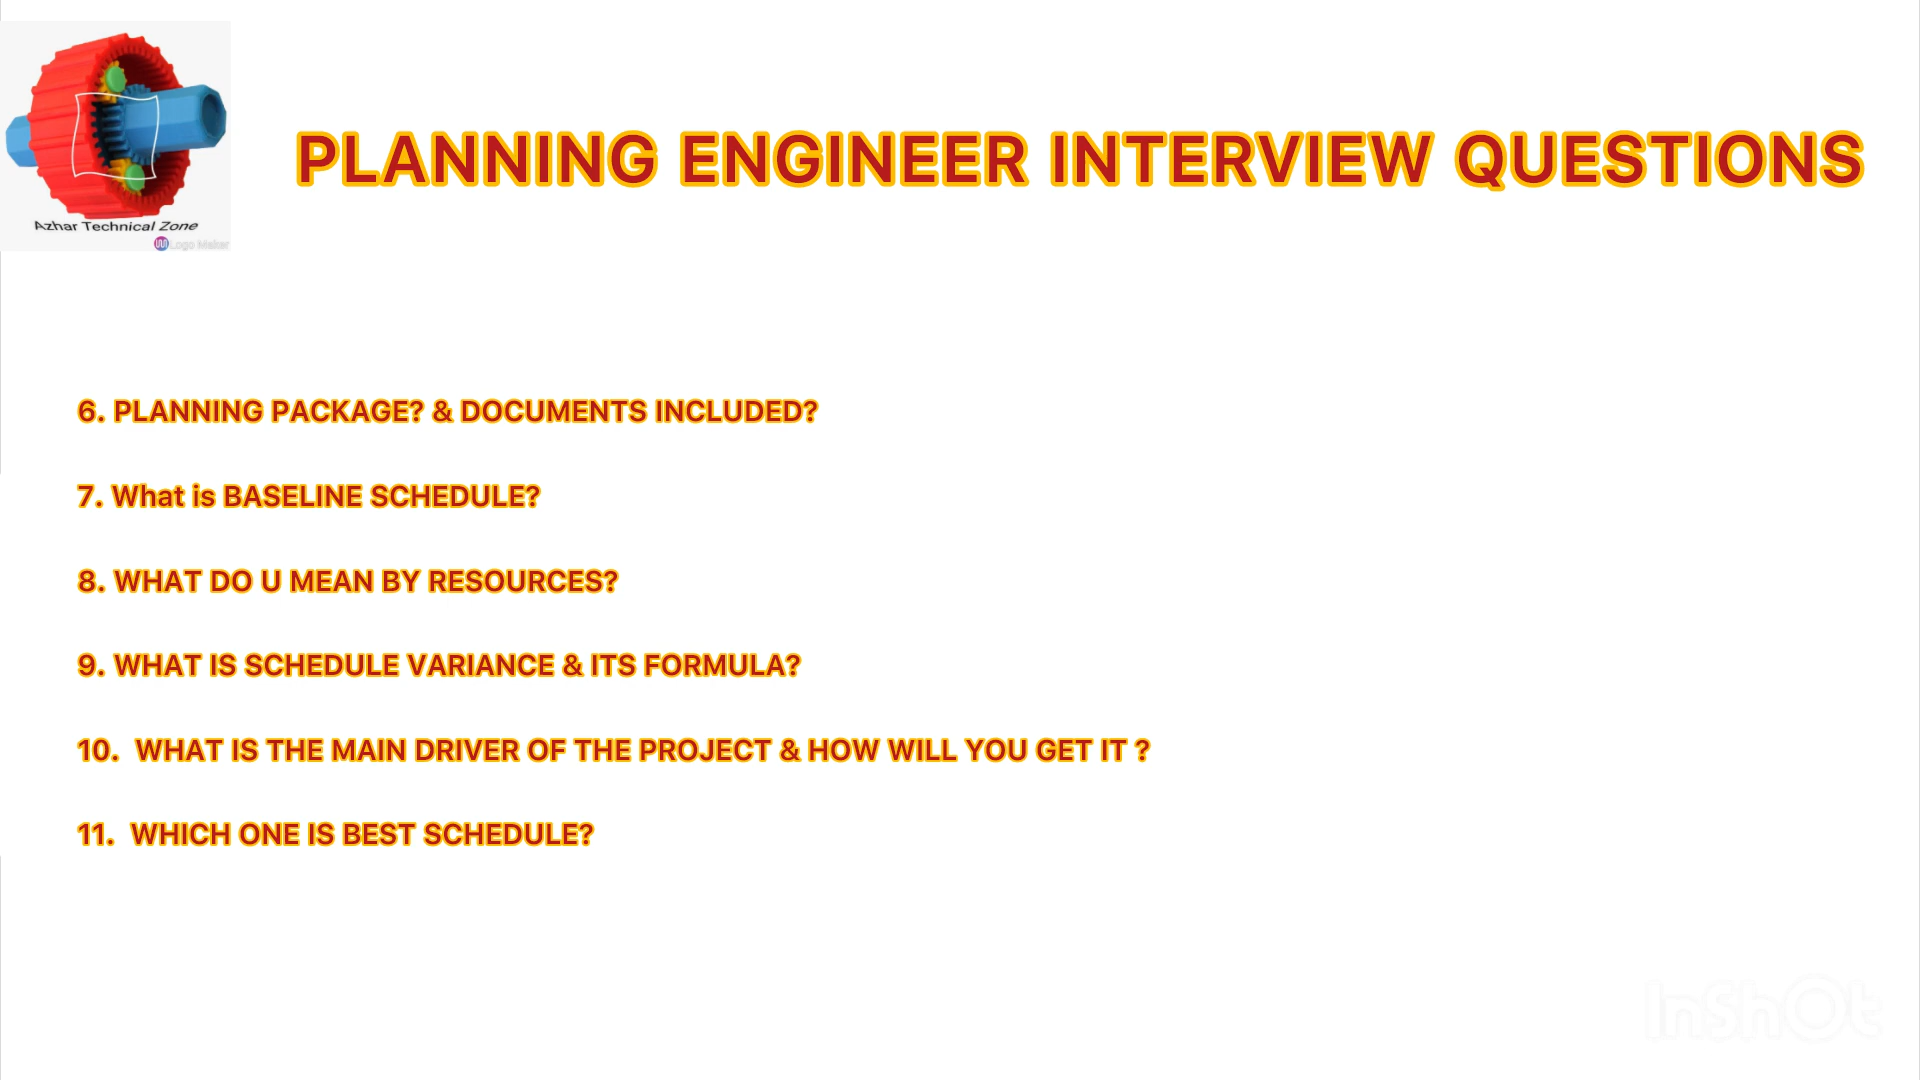 PLANNING ENGINEER INTERVIEW QUESTIONS
Azhar Technical Zone
Logo Maker
6. PLANNING PACKAGE? & DOCUMENTS INCLUDED?
7. What is BASELINE SCHEDULE?
8. WHAT DO U MEAN BY RESOURCES?
9. WHAT IS SCHEDULE VARIANCE & ITS FORMULA?
10. WHAT IS THE MAIN DRIVER OF THE PROJECT & HOW WILL YOU GET IT ?
11. WHICH ONE IS BEST SCHEDULE?
InShOt